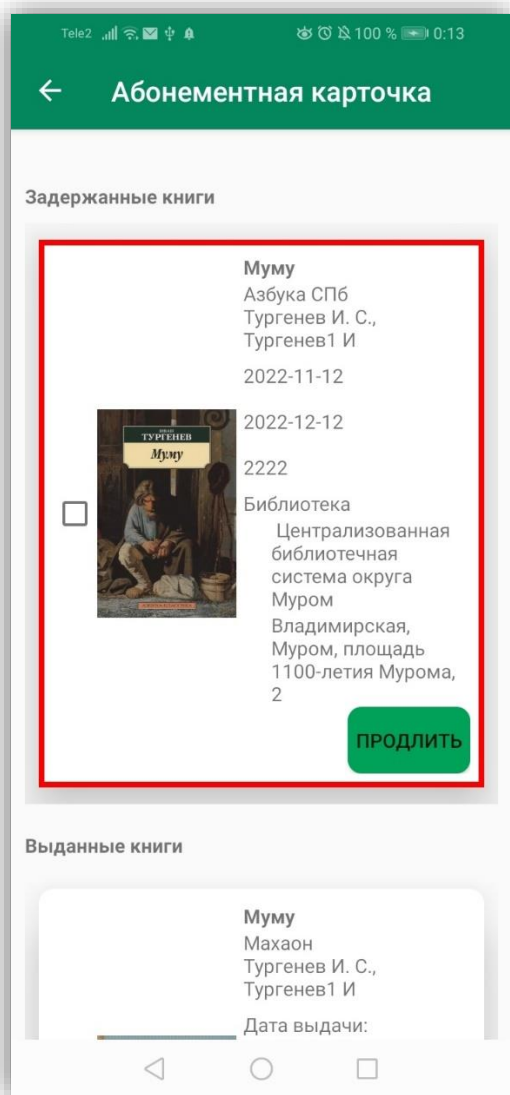 Tele2 100 % 0:13
Абонементная карточка
Задержанные книги
Муму
Азбука СПб
Тургенев И. С.,
Тургенев1 И
2022-11-12
2022-12-12
2222
Библиотека
Централизованная
библиотечная
система округа
Муром
Владимирская,
Муром, площадь
1100-летия Мурома,
2
ИВАН
ТУРГЕНЕВ
Муму
ПРОДЛИТЬ
Выданные книги
Муму
Махаон
Тургенев И. С.,
Тургенев1 И
Дата выдачи: